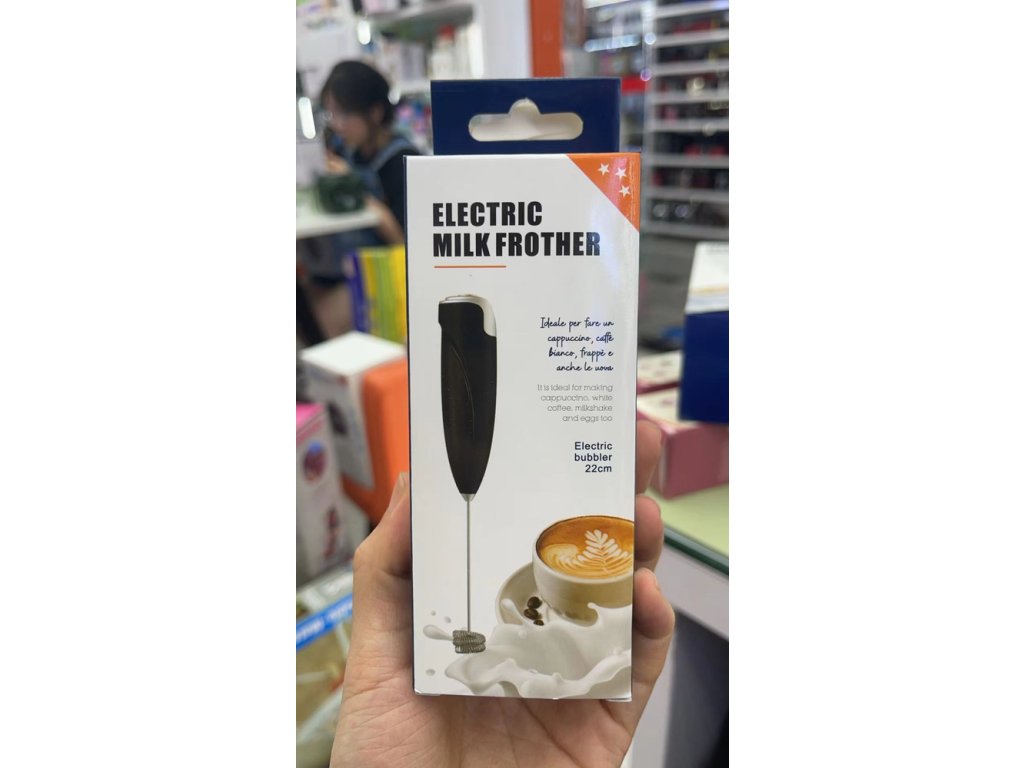 ELECTRIC
MILK FROTHER
Ideale per fare un
cappuccino, caffè
bianco, frappè e
anche le uova
It is ideal for making
cappuccino, while
coffee, milkshake
and eggs too
Electric
bubbler
22cm